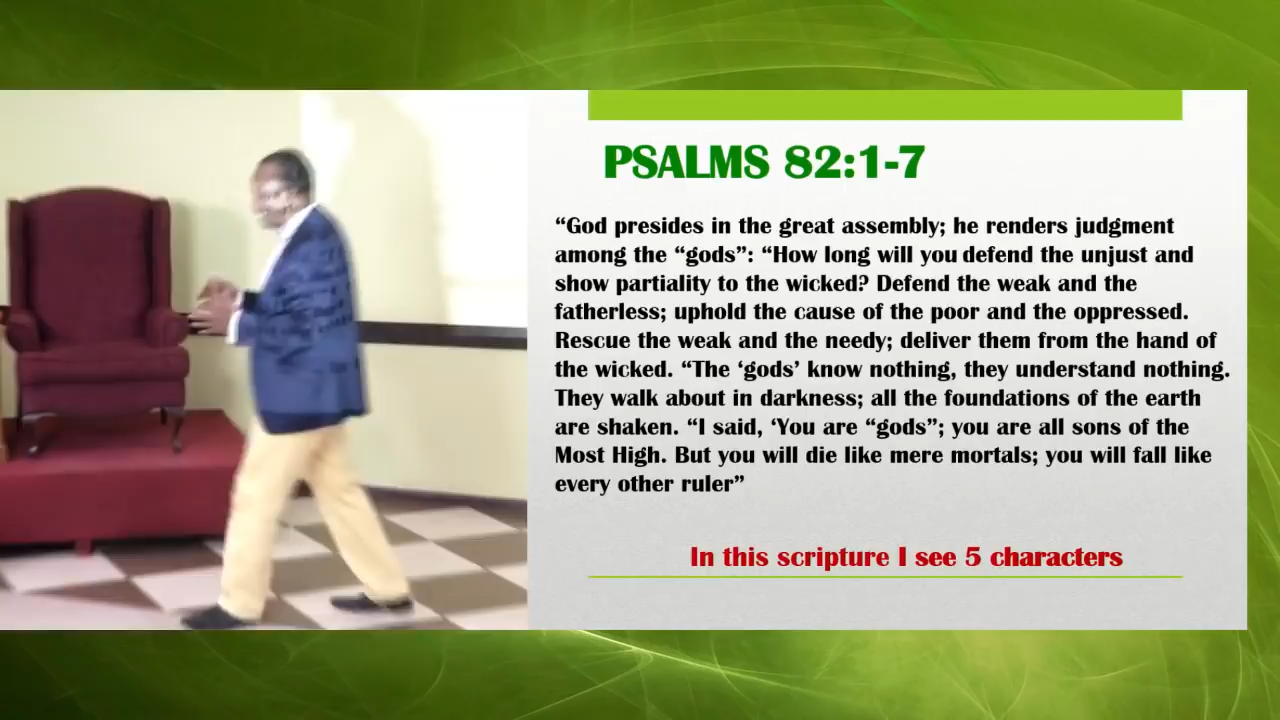 PSALMS 82:1-7
“God presides in the great assembly; he renders judgment
among the “gods”: “How long will you defend the unjust and
show partiality to the wicked? Defend the weak and the
fatherless; uphold the cause of the poor and the oppressed.
Rescue the weak and the needy; deliver them from the hand of
the wicked. “The ‘gods’ know nothing, they understand nothing.
They walk about in darkness; all the foundations of the earth
are shaken. “I said, ‘You are “gods”; you are all sons of the
Most High. But you will die like mere mortals; you will fall like
every other ruler”
In this scripture I see 5 characters